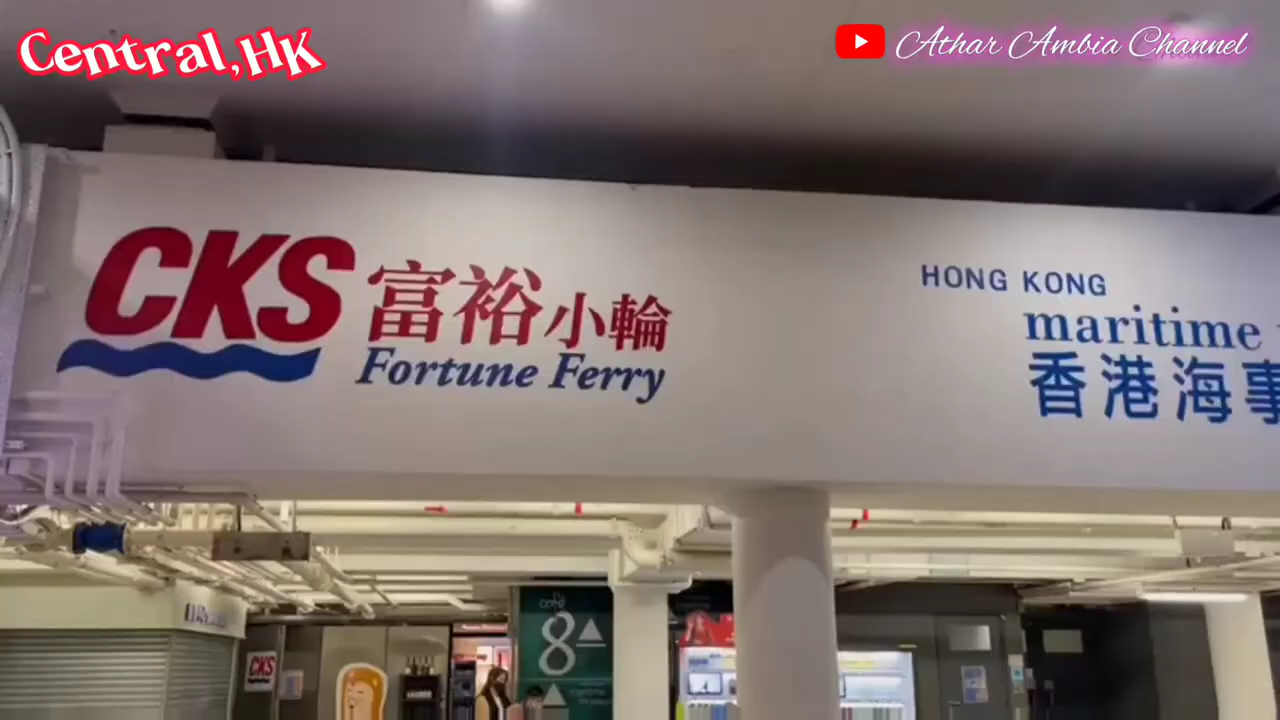 Central,HK
Athar Ambia Channel
CKS 富裕小輪
Fortune Ferry
HONG KONG
maritime
香港海事
CKS
8